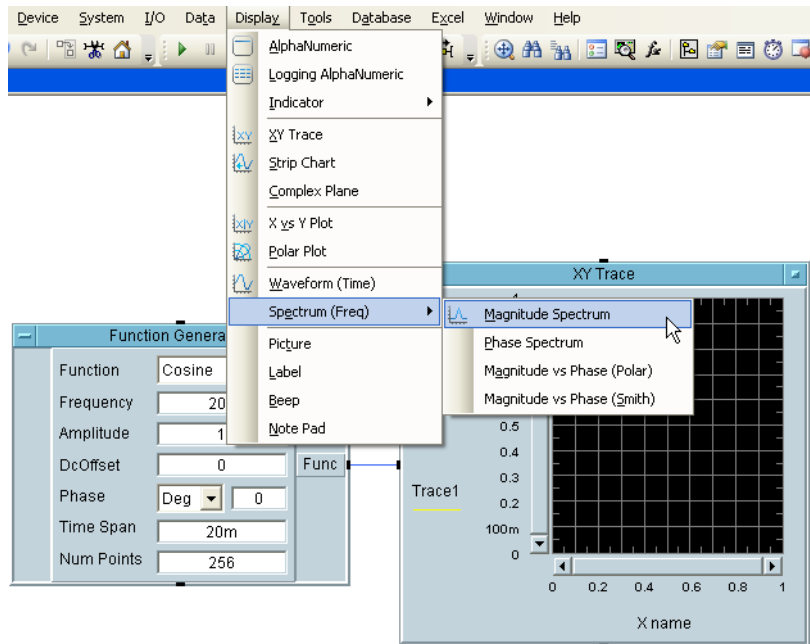 Device System I/O Data Display Tools Database Excel Window Help
AlphaNumeric
Logging AlphaNumeric
Indicator
XY Trace
Strip Chart
Complex Plane
X vs Y Plot
Polar Plot
Waveform (Time)
Spectrum (Freq)
Picture
Label
Beep
Note Pad
Magnitude Spectrum
Phase Spectrum
Magnitude vs Phase (Polar)
Magnitude vs Phase (Smith)
Function Genera
Function Cosine
Frequency 20
Amplitude 1
DcOffset 0
Func
Phase Deg 0
Time Span 20m
Num Points 256
XY Trace
0.5
0.4
0.3
Trace1
0.2
100m
0
0 0.2 0.4 0.6 0.8 1
X name